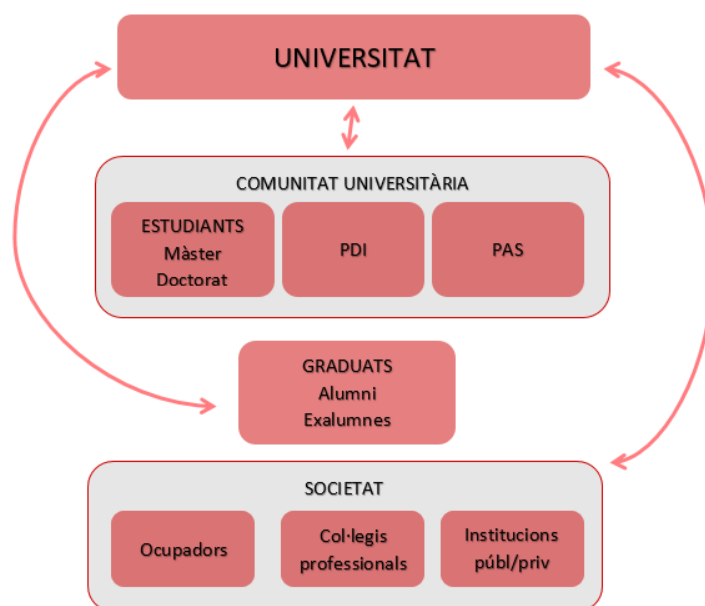 UNIVERSITAT
COMUNITAT UNIVERSITÀRIA
ESTUDIANTS
Màster
Doctorat
PDI
PAS
GRADUATS
Alumni
Exalumnes
SOCIETAT
Ocupadors
Col·legis
professionals
Institucions
públ/priv